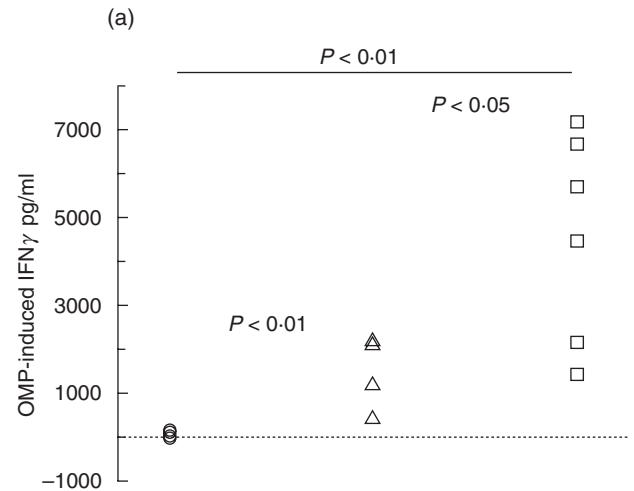 (a)
P < 0·01
P < 0·05
7000
5000
3000
P < 0·01
1000
–1000
OMP-induced IFNγ pg/ml